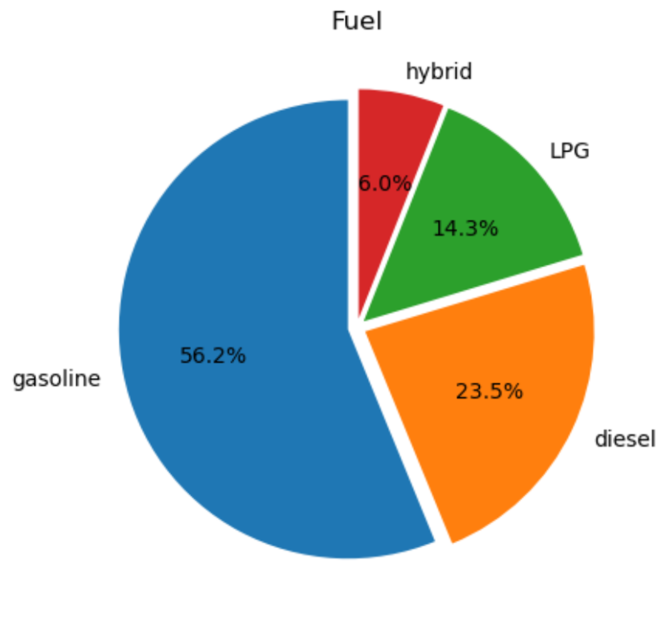 Fuel
hybrid
LPG
6.0%
14.3%
56.2%
gasoline
23.5%
diesel